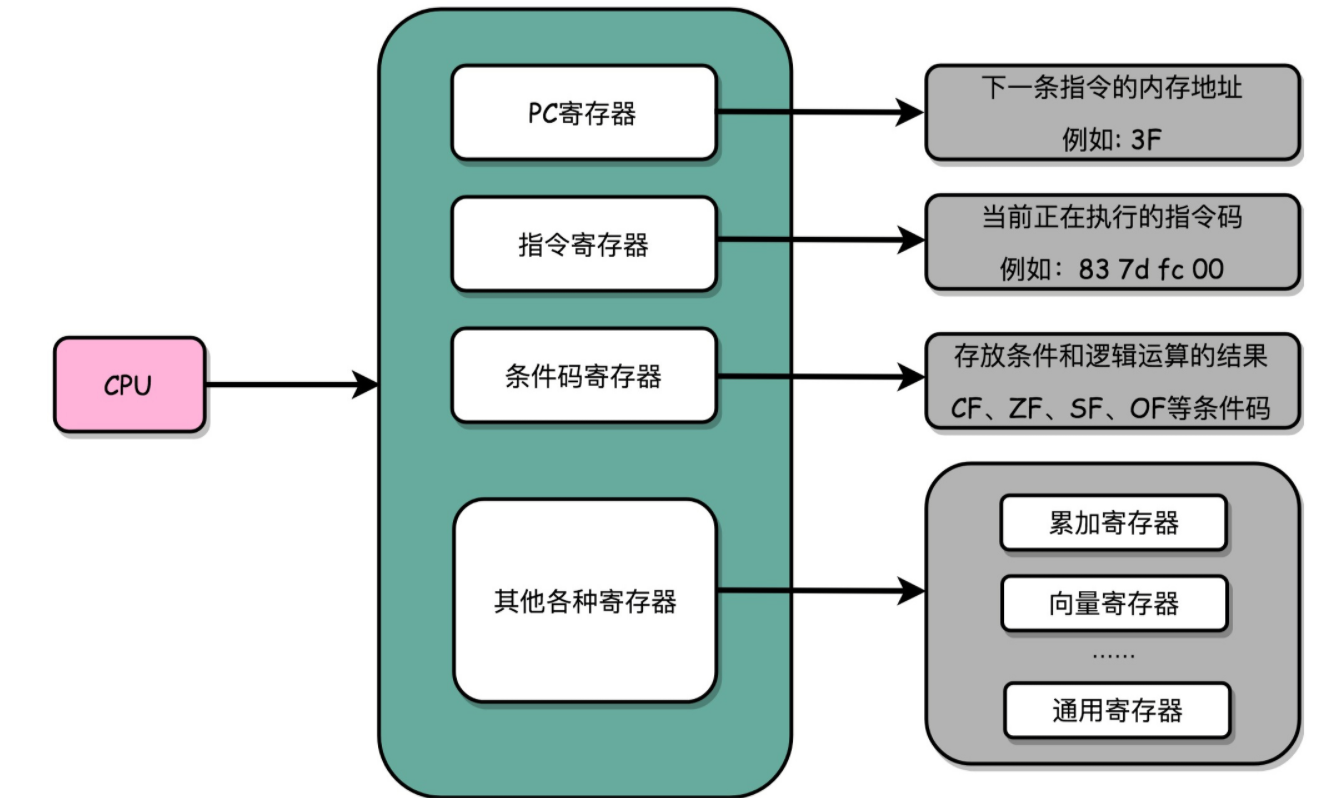 CPU
PC寄存器
下一条指令的内存地址
例如: 3F
指令寄存器
当前正在执行的指令码
例如：83 7d fc 00
条件码寄存器
存放条件和逻辑运算的结果
CF、ZF、SF、OF等条件码
其他各种寄存器
累加寄存器
向量寄存器
......
通用寄存器